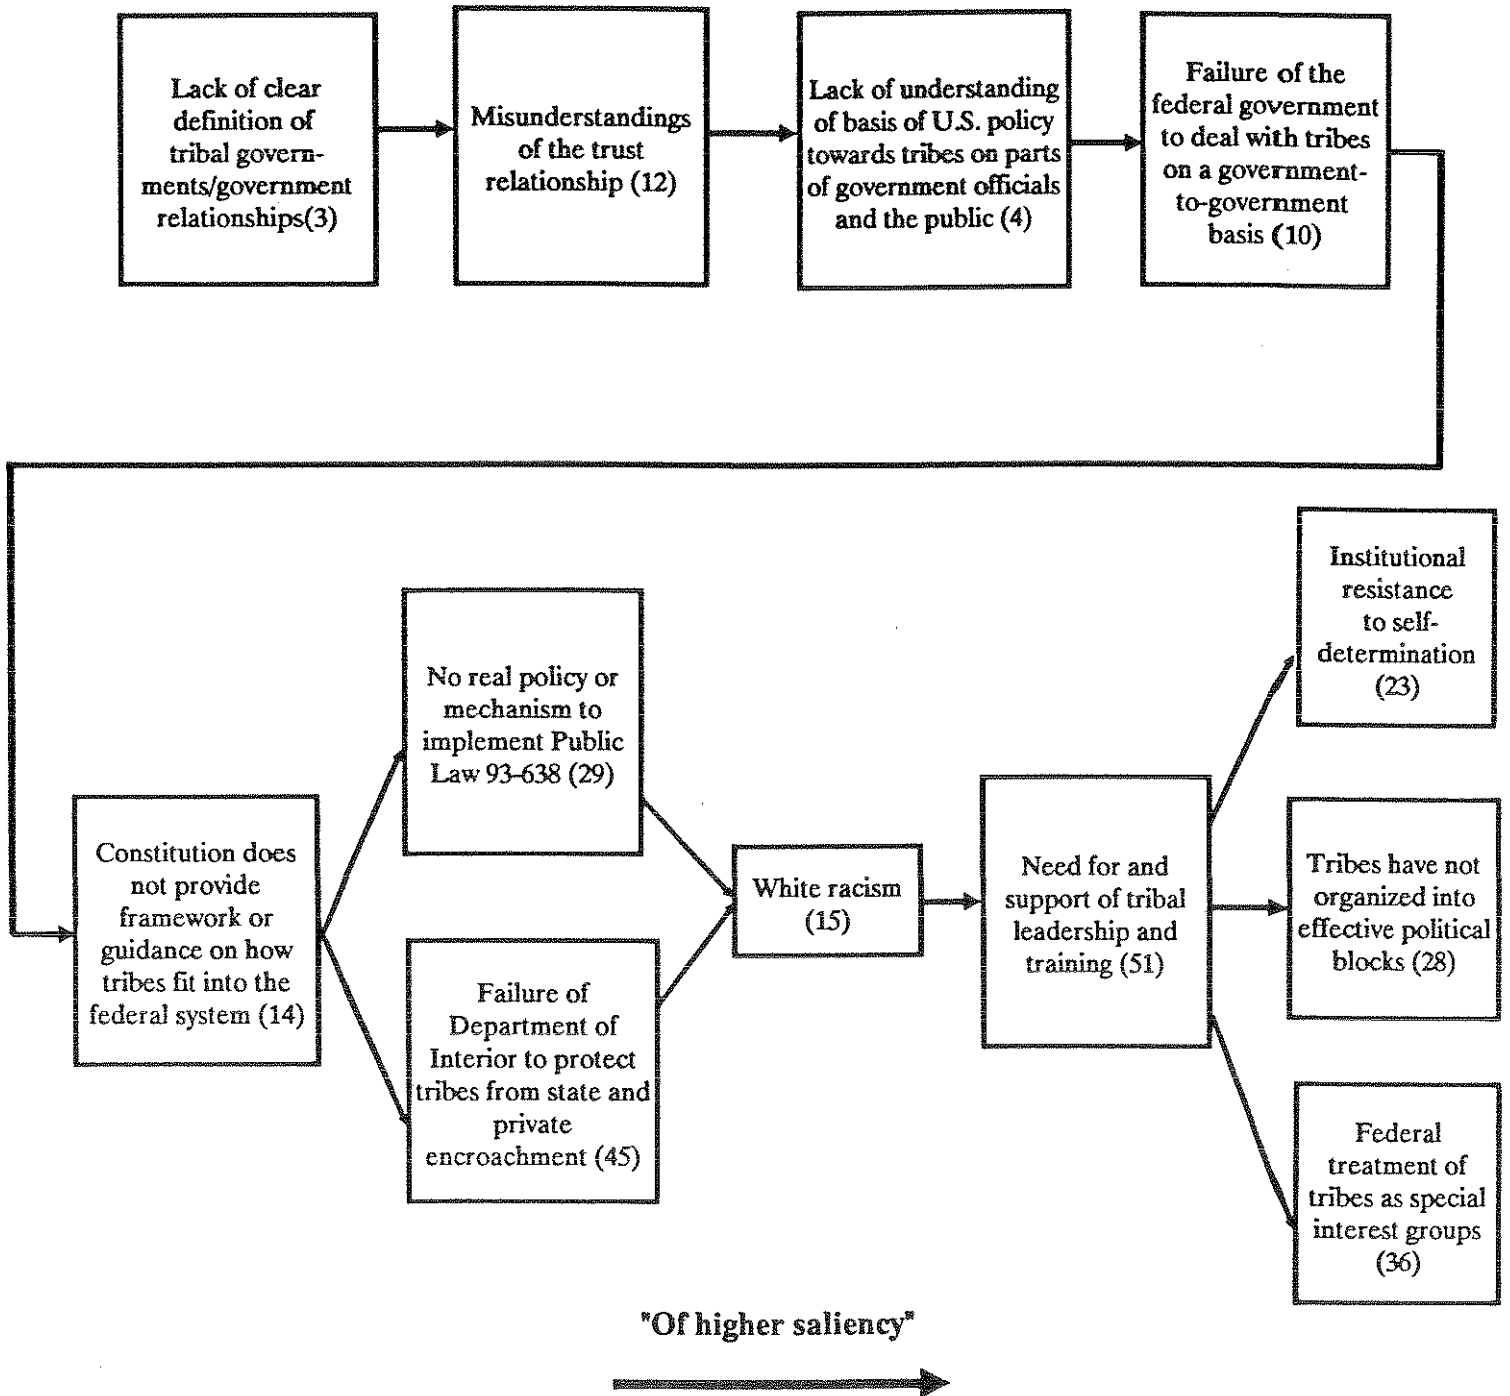 Lack of clear
definition of
tribal govern-
ments/government
relationships(3)
Misunderstandings
of the trust
relationship (12)
Lack of understanding
of basis of U.S. policy
towards tribes on parts
of government officials
and the public (4)
Failure of the
federal government
to deal with tribes
on a government-
to-government
basis (10)
Constitution does
not provide
framework or
guidance on how
tribes fit into the
federal system (14)
No real policy or
mechanism to
implement Public
Law 93-638 (29)
Failure of
Department of
Interior to protect
tribes from state and
private
encroachment (45)
White racism
(15)
Need for and
support of tribal
leadership and
training (51)
Institutional
resistance
to self-
determination
(23)
Tribes have not
organized into
effective political
blocks (28)
Federal
treatment of
tribes as special
interest groups
(36)
"Of higher saliency"